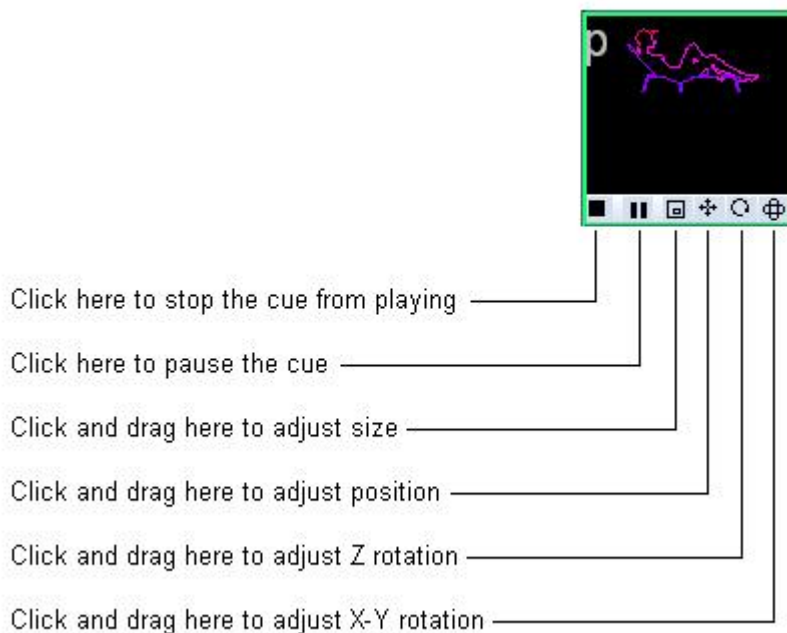 p
Click here to stop the cue from playing
Click here to pause the cue
Click and drag here to adjust size
Click and drag here to adjust position
Click and drag here to adjust Z rotation
Click and drag here to adjust X-Y rotation